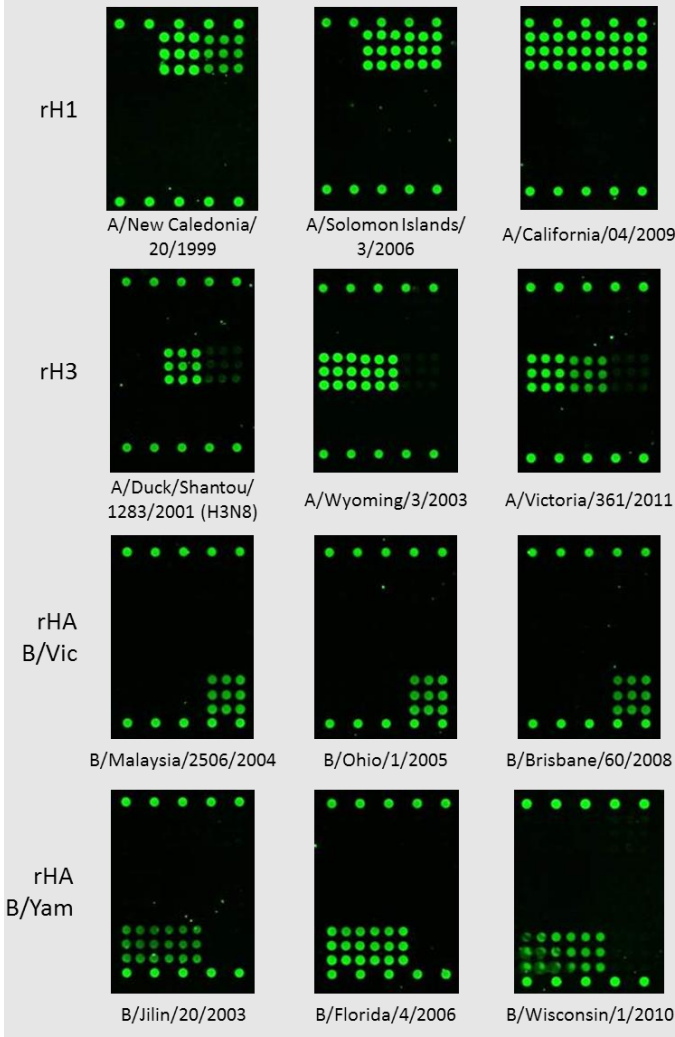 rH1
A/New Caledonia/
20/1999
A/Solomon Islands/
3/2006
A/California/04/2009
rH3
A/Duck/Shantou/
1283/2001 (H3N8)
A/Wyoming/3/2003
A/Victoria/361/2011
rHA
B/Vic
B/Malaysia/2506/2004
B/Ohio/1/2005
B/Brisbane/60/2008
rHA
B/Yam
B/Jilin/20/2003
B/Florida/4/2006
B/Wisconsin/1/2010